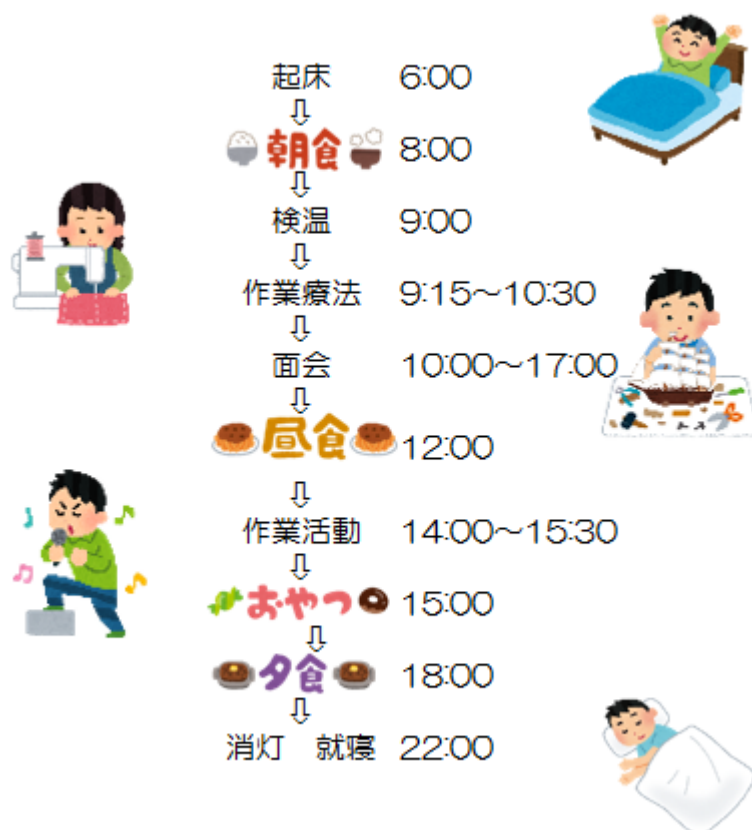 起床 6:00
⇩
朝食 8:00
⇩
検温 9:00
⇩
作業療法 9:15～10:30
⇩
面会 10:00～17:00
⇩
昼食 12:00
⇩
作業活動 14:00～15:30
⇩
おやつ 15:00
⇩
夕食 18:00
⇩
消灯　就寝 22:00